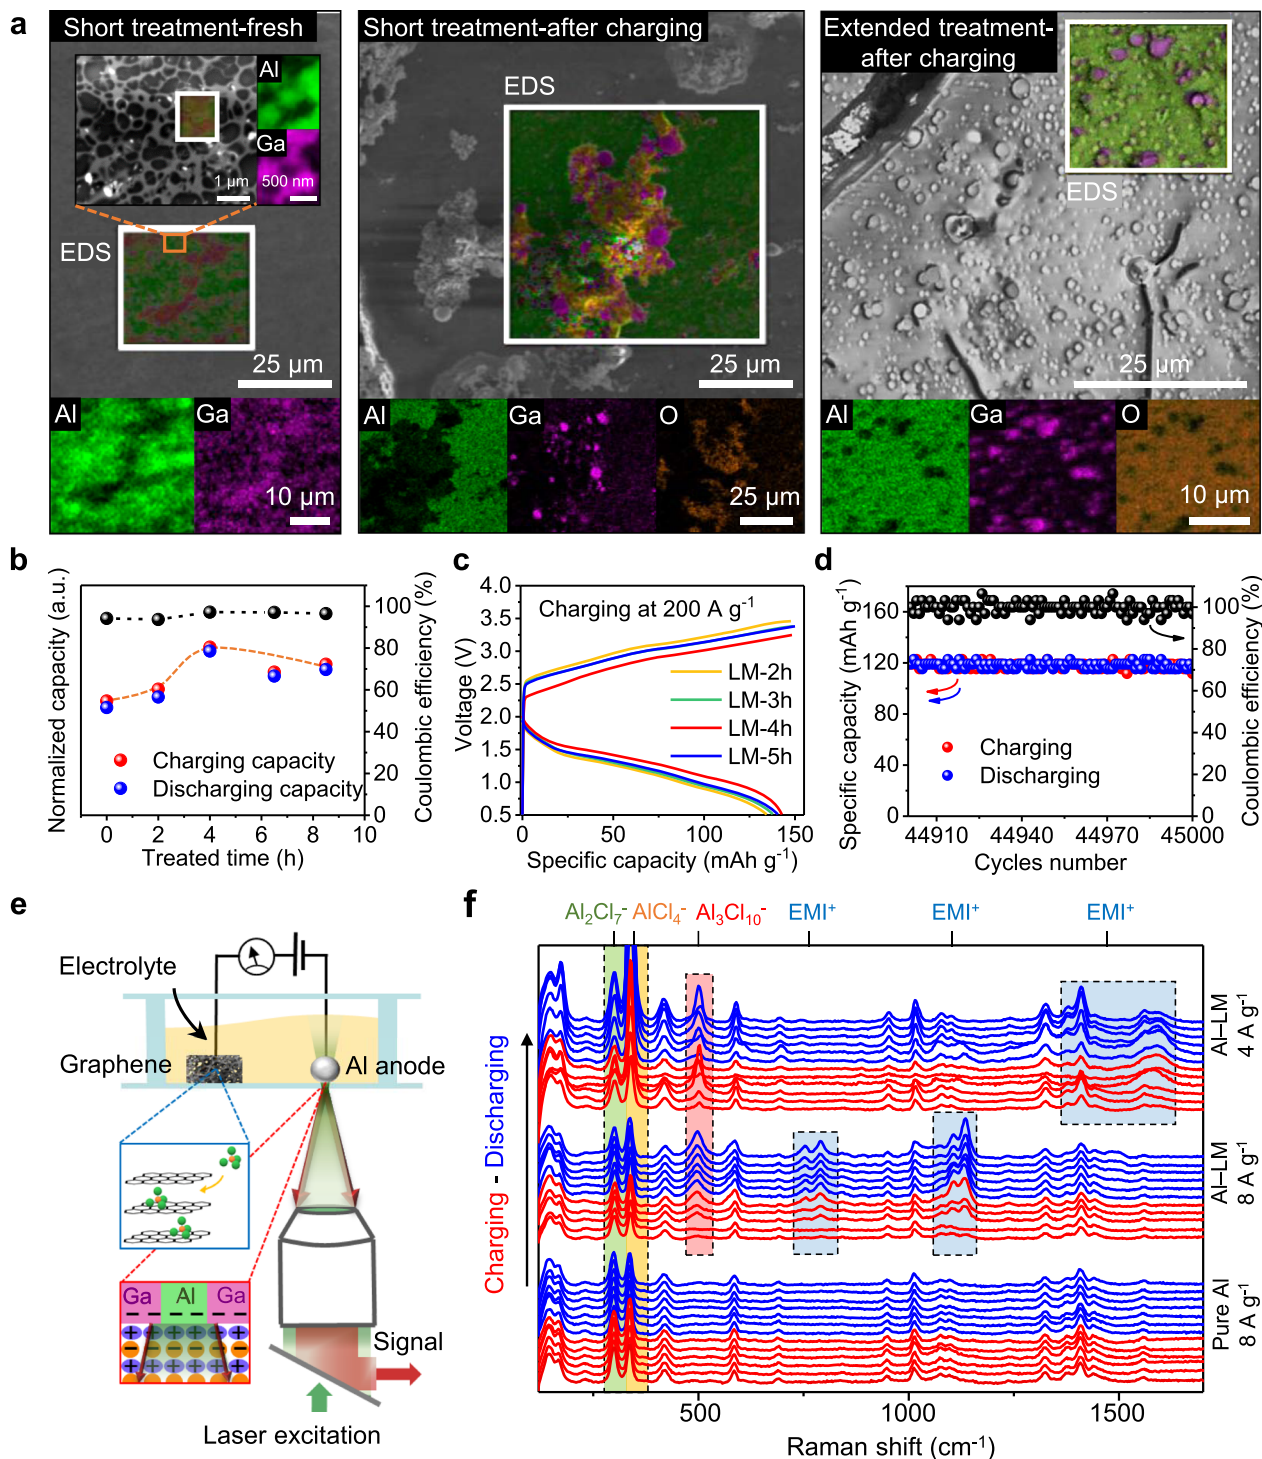 a
Short treatment-fresh
Al
Ga
1 μm
500 nm
EDS
25 μm
Al
Ga
10 μm
Short treatment-after charging
EDS
25 μm
Al
Ga
O
25 μm
Extended treatment-
after charging
EDS
25 μm
Al
Ga
O
10 μm
b
Normalized capacity (a.u.)
Coulombic efficiency (%)
100
80
60
40
20
0
Charging capacity
Discharging capacity
0 2 4 6 8 10
Treated time (h)
c
Voltage (V)
4.0
3.5
3.0
2.5
2.0
1.5
1.0
0.5
Charging at 200 A g⁻¹
LM-2h
LM-3h
LM-4h
LM-5h
0 50 100 150
Specific capacity (mAh g⁻¹)
d
Specific capacity (mAh g⁻¹)
160
120
80
40
0
Coulombic efficiency (%)
100
80
60
40
20
0
Charging
Discharging
44910 44940 44970 45000
Cycles number
e
Electrolyte
Graphene
Al anode
Ga Al Ga
− − − − − −
+ + + + + +
− −
+ +
Signal
Laser excitation
f
Al₂Cl₇⁻ AlCl₄⁻ Al₃Cl₁₀⁻ EMI⁺ EMI⁺ EMI⁺
Charging - Discharging
Al–LM
4 A g⁻¹
Al–LM
8 A g⁻¹
Pure Al
8 A g⁻¹
500 1000 1500
Raman shift (cm⁻¹)